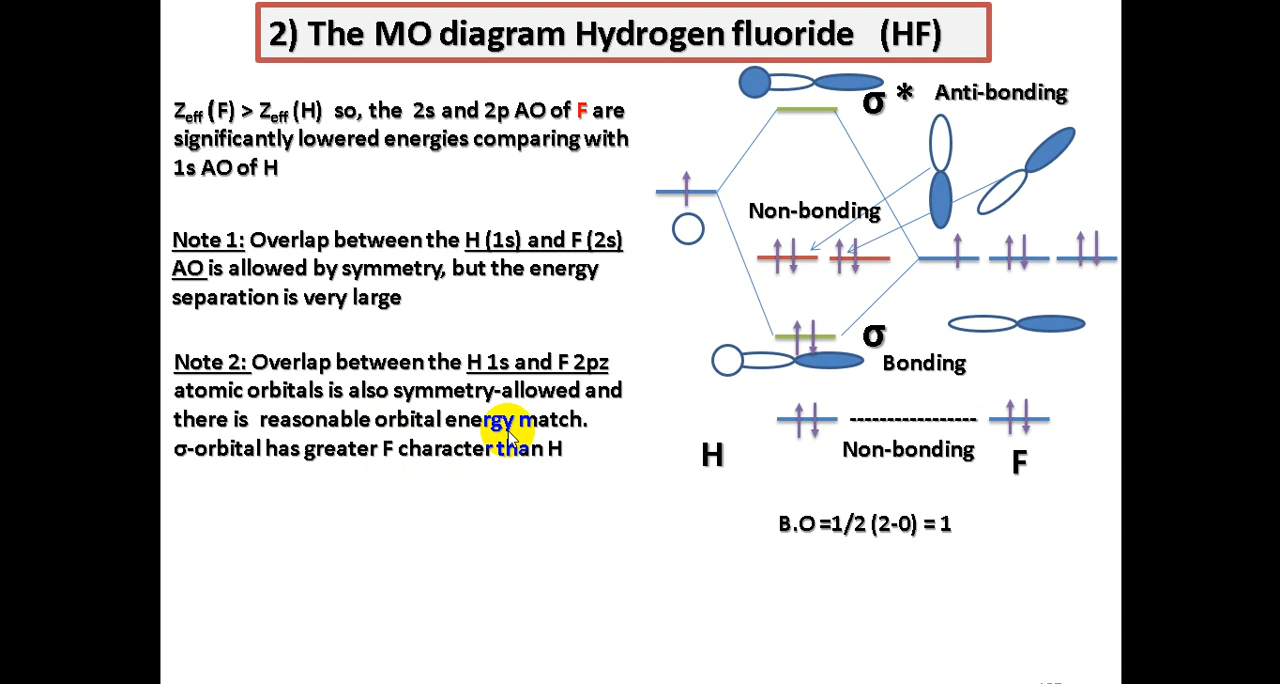 2) The MO diagram Hydrogen fluoride (HF)
Zeff (F) > Zeff (H) so, the 2s and 2p AO of F are
significantly lowered energies comparing with
1s AO of H
Note 1: Overlap between the H (1s) and F (2s)
AO is allowed by symmetry, but the energy
separation is very large
Note 2: Overlap between the H 1s and F 2pz
atomic orbitals is also symmetry-allowed and
there is reasonable orbital energy match.
σ-orbital has greater F character than H
σ * Anti-bonding
Non-bonding
σ
Bonding
Non-bonding
H
F
B.O =1/2 (2-0) = 1